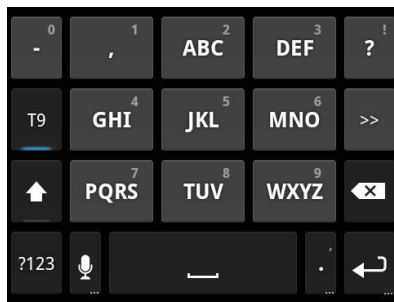 0 1 2 3 !
- , ABC DEF ?
4 5 6
T9 GHI JKL MNO >>
7 8 9
PQRS TUV WXYZ
,
?123 .
... ... ...